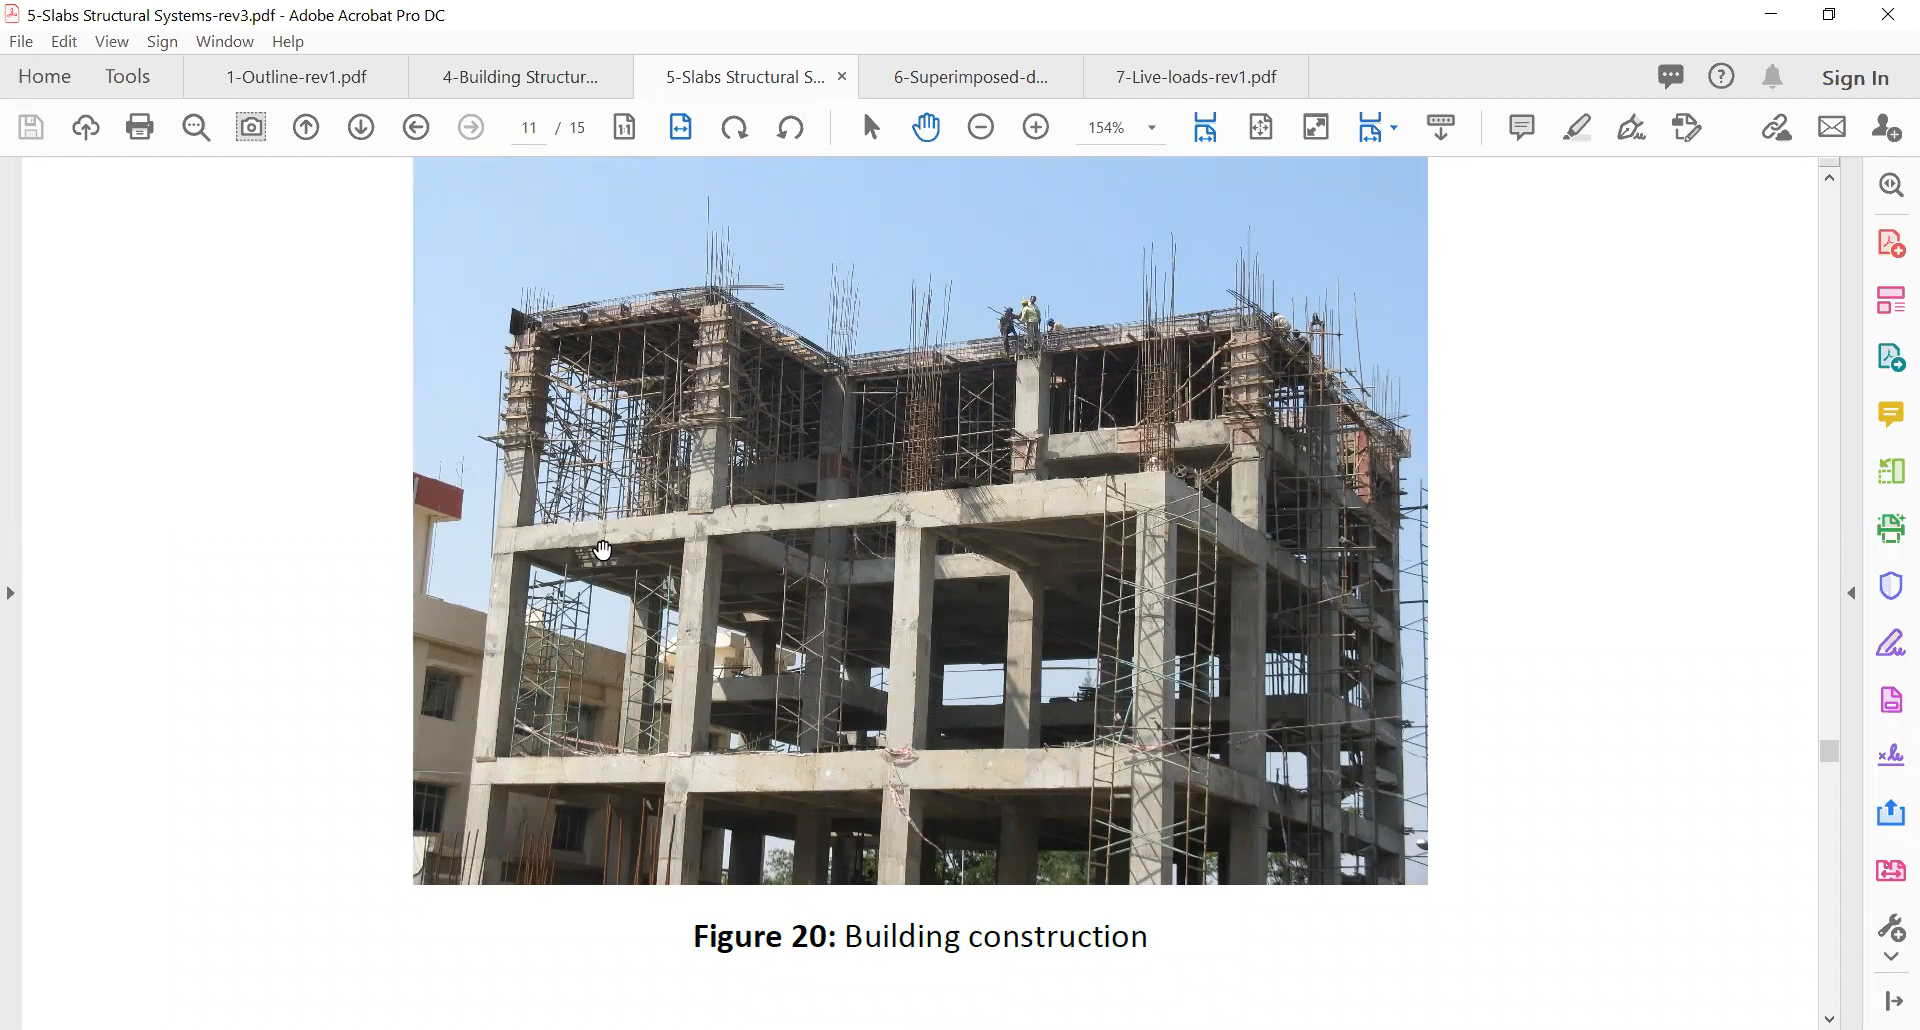 5-Slabs Structural Systems-rev3.pdf - Adobe Acrobat Pro DC
File Edit View Sign Window Help
Home Tools 1-Outline-rev1.pdf 4-Building Structur... 5-Slabs Structural S... × 6-Superimposed-d... 7-Live-loads-rev1.pdf Sign In
11 / 15 154%
Figure 20: Building construction